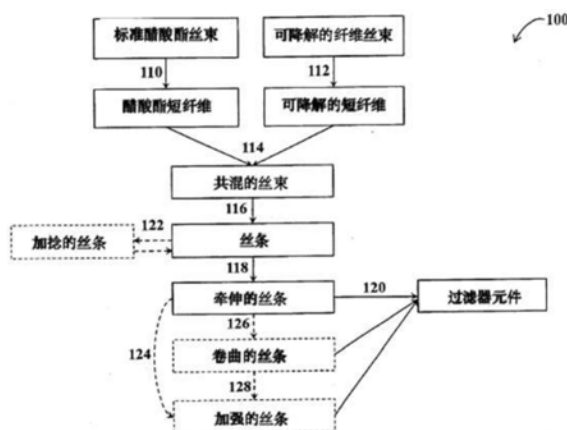 100
标准醋酸酯丝束 可降解的纤维丝束
110 112
醋酸酯短纤维 可降解的短纤维
114
共混的丝束
116
122
加捻的丝条 丝条
118
牵伸的丝条 120 过滤器元件
126
124
卷曲的丝条
128
加强的丝条